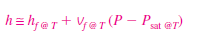 h ≅ h_{f @ T} + v_{f @ T} (P − P_{sat @T})